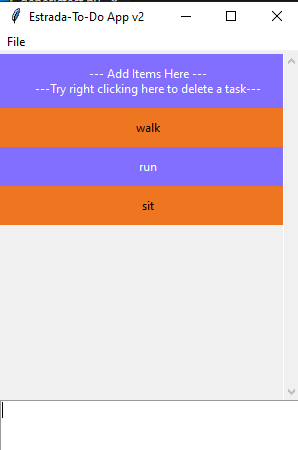 Estrada-To-Do App v2
File
--- Add Items Here ---
---Try right clicking here to delete a task---
walk
run
sit